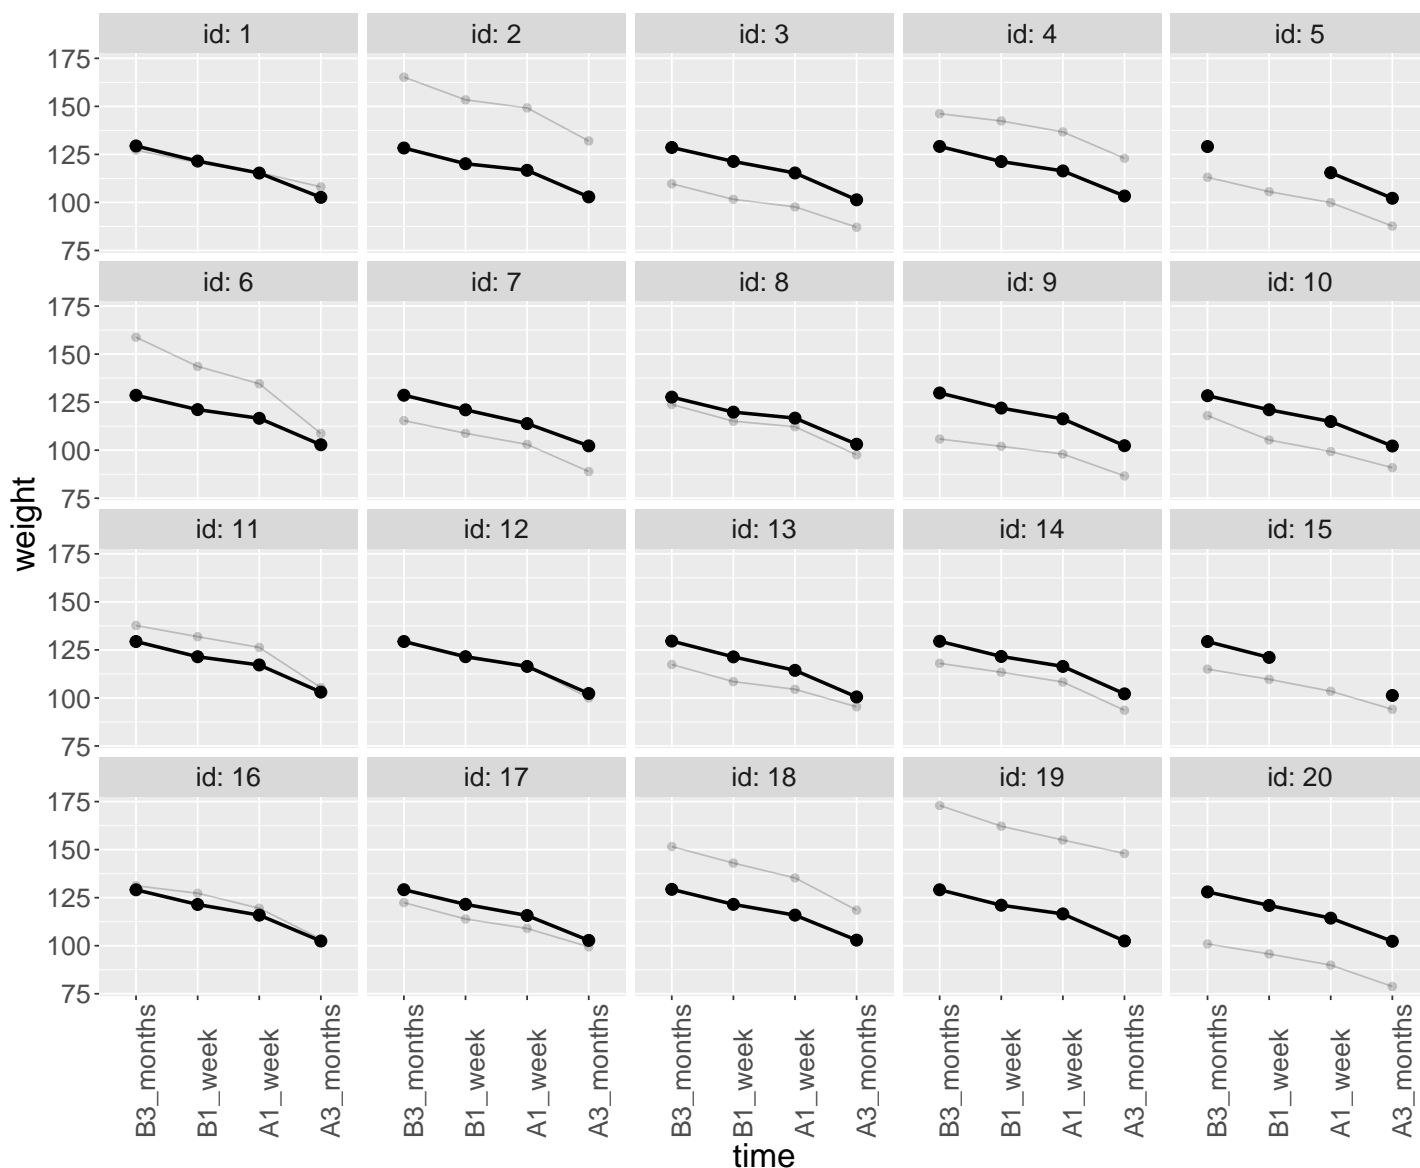 id: 1 id: 2 id: 3 id: 4 id: 5
175
150
125
100
75
id: 6 id: 7 id: 8 id: 9 id: 10
175
150
125
100
75
id: 11 id: 12 id: 13 id: 14 id: 15
175
150
125
100
75
id: 16 id: 17 id: 18 id: 19 id: 20
175
150
125
100
75
weight
B3_months B1_week A1_week A3_months B3_months B1_week A1_week A3_months B3_months B1_week A1_week A3_months B3_months B1_week A1_week A3_months B3_months B1_week A1_week A3_months
time